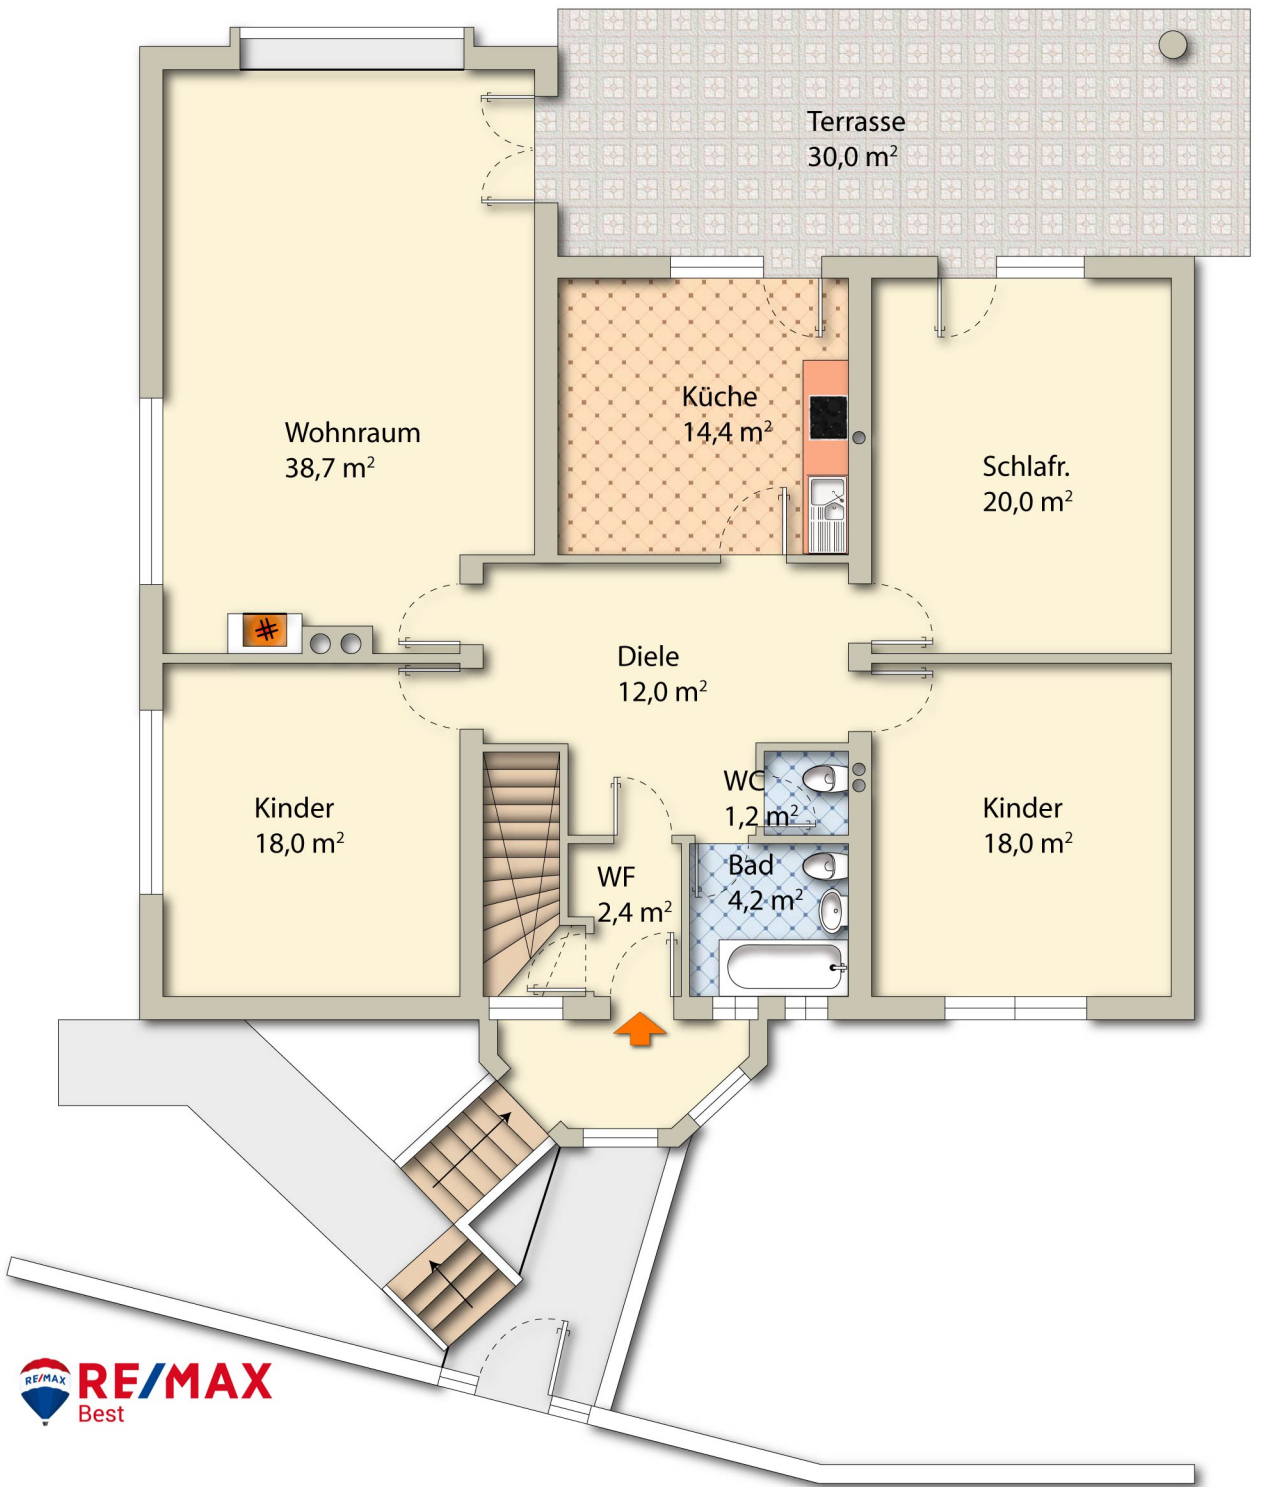 Terrasse
30,0 m²
Küche
14,4 m²
Wohnraum
38,7 m²
Schlafr.
20,0 m²
Diele
12,0 m²
WC
1,2 m²
Kinder
18,0 m²
Kinder
18,0 m²
WF
2,4 m²
Bad
4,2 m²
RE/MAX
RE/MAX
Best